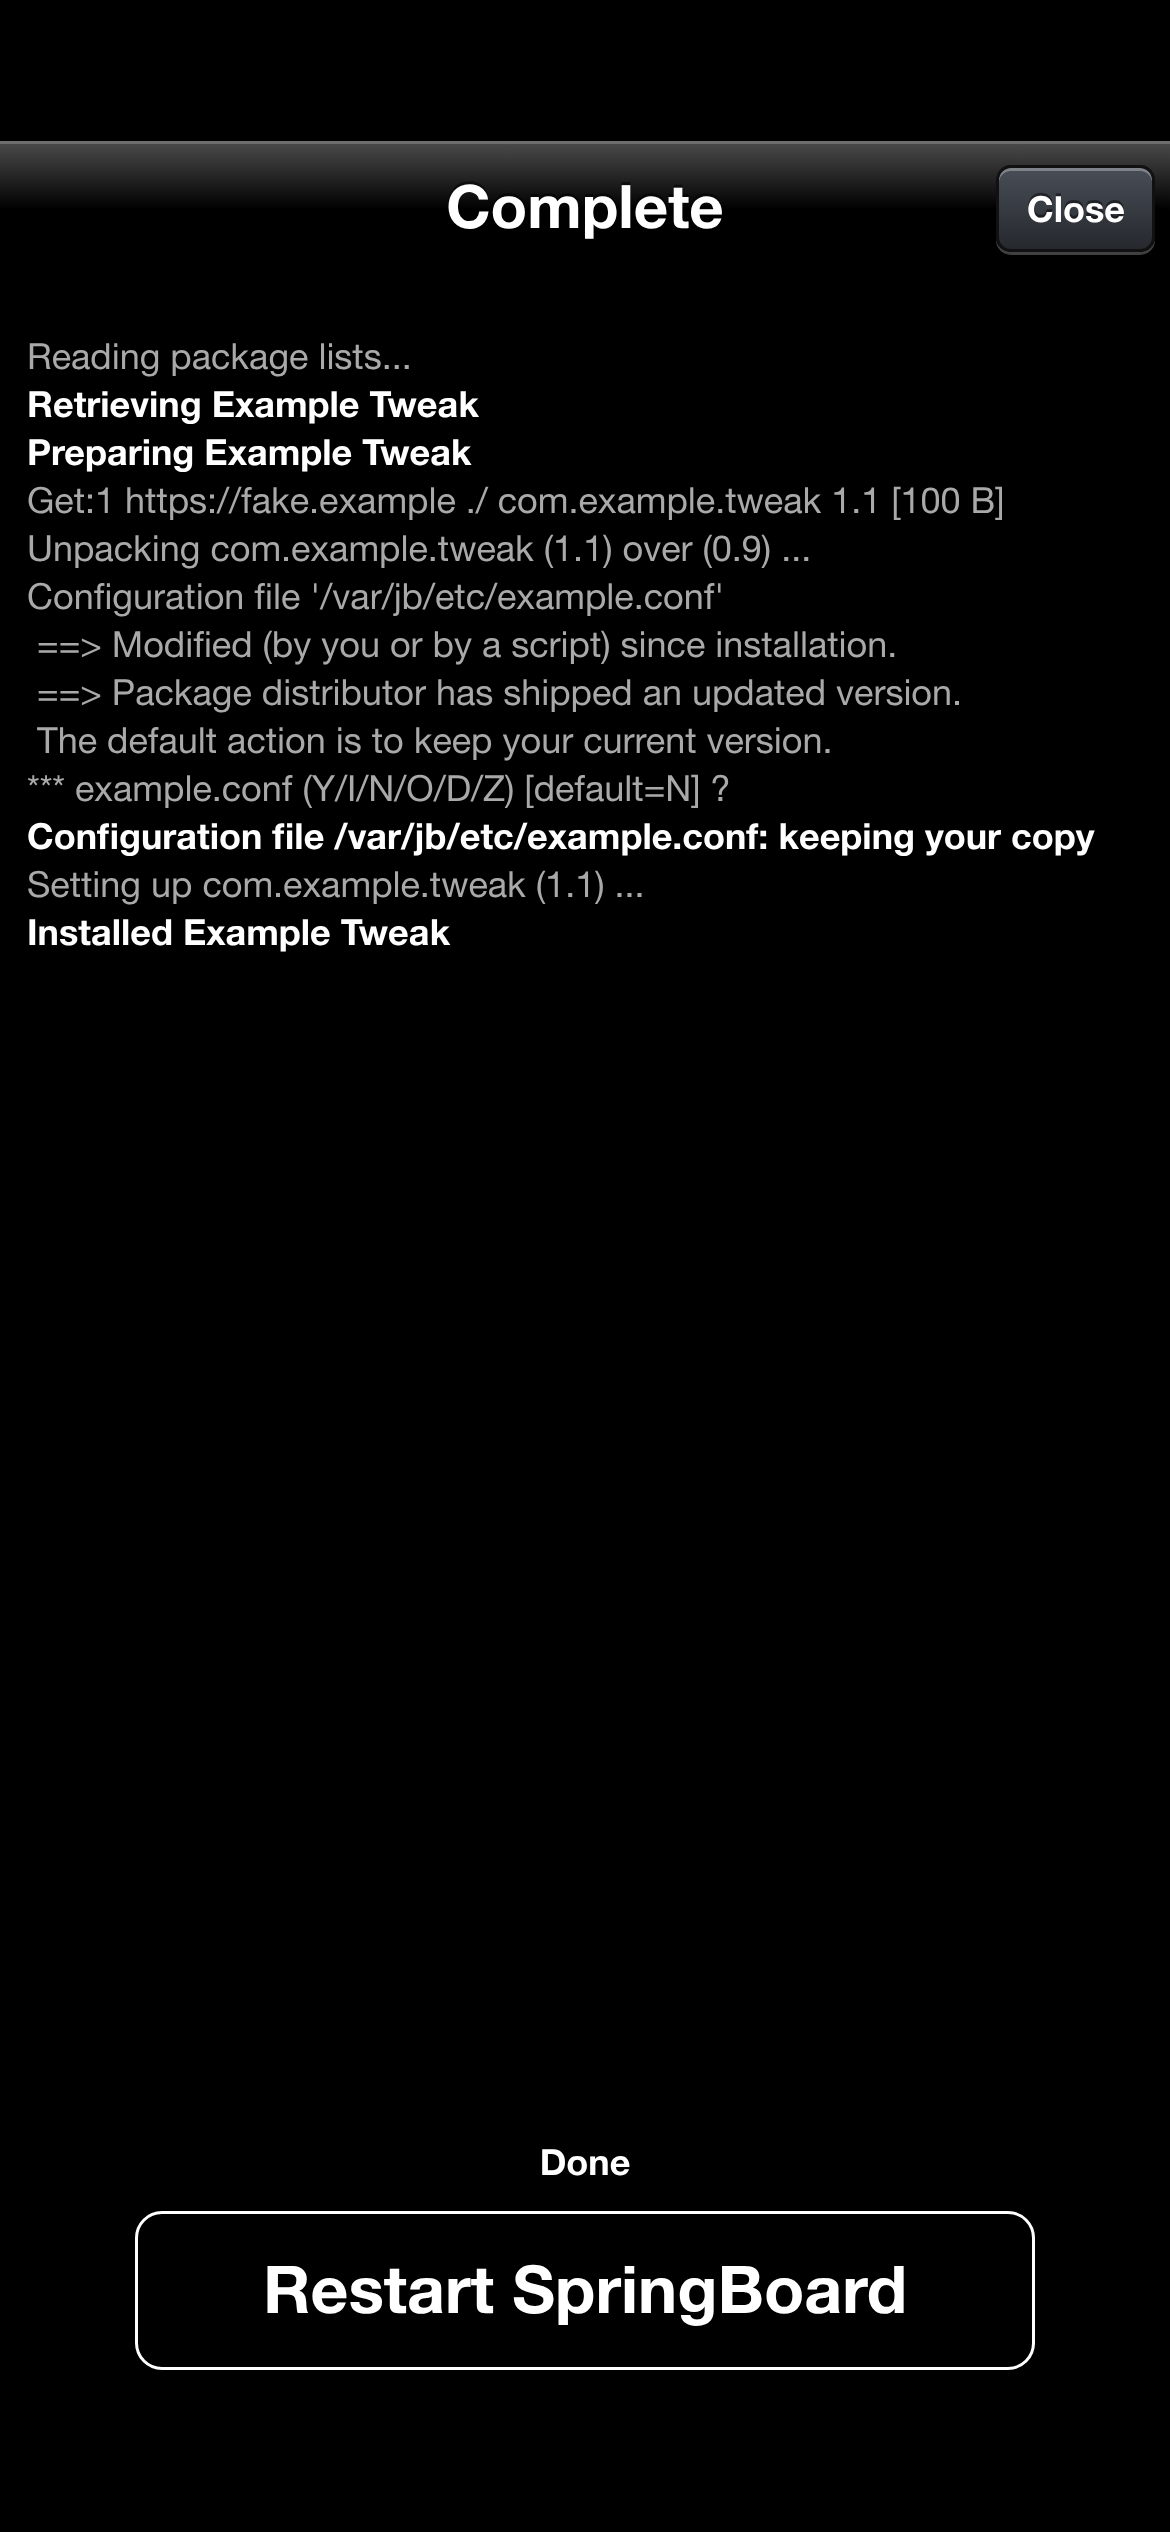 Complete
Close
Reading package lists...
Retrieving Example Tweak
Preparing Example Tweak
Get:1 https://fake.example ./ com.example.tweak 1.1 [100 B]
Unpacking com.example.tweak (1.1) over (0.9) ...
Configuration file '/var/jb/etc/example.conf'
==> Modified (by you or by a script) since installation.
==> Package distributor has shipped an updated version.
The default action is to keep your current version.
*** example.conf (Y/I/N/O/D/Z) [default=N] ?
Configuration file /var/jb/etc/example.conf: keeping your copy
Setting up com.example.tweak (1.1) ...
Installed Example Tweak
Done
Restart SpringBoard